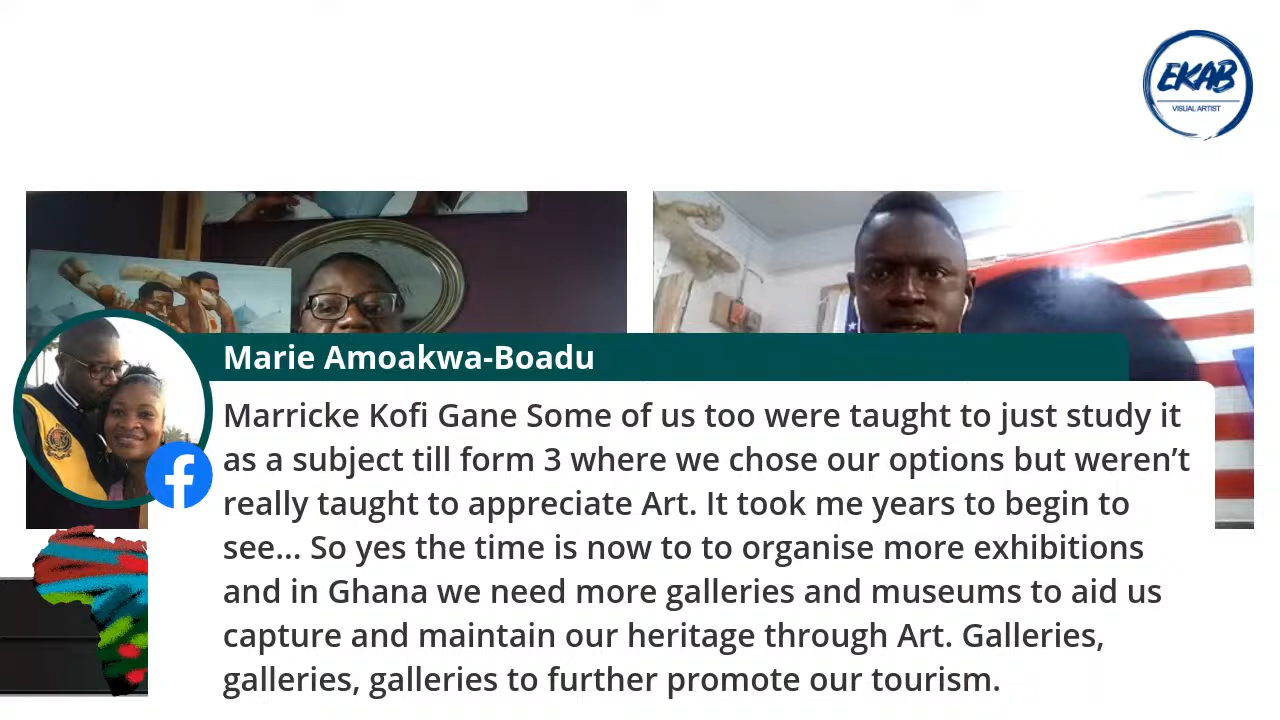 EKAB
VISUAL ARTIST
Marie Amoakwa-Boadu
Marricke Kofi Gane Some of us too were taught to just study it
as a subject till form 3 where we chose our options but weren’t
really taught to appreciate Art. It took me years to begin to
see... So yes the time is now to to organise more exhibitions
and in Ghana we need more galleries and museums to aid us
capture and maintain our heritage through Art. Galleries,
galleries, galleries to further promote our tourism.